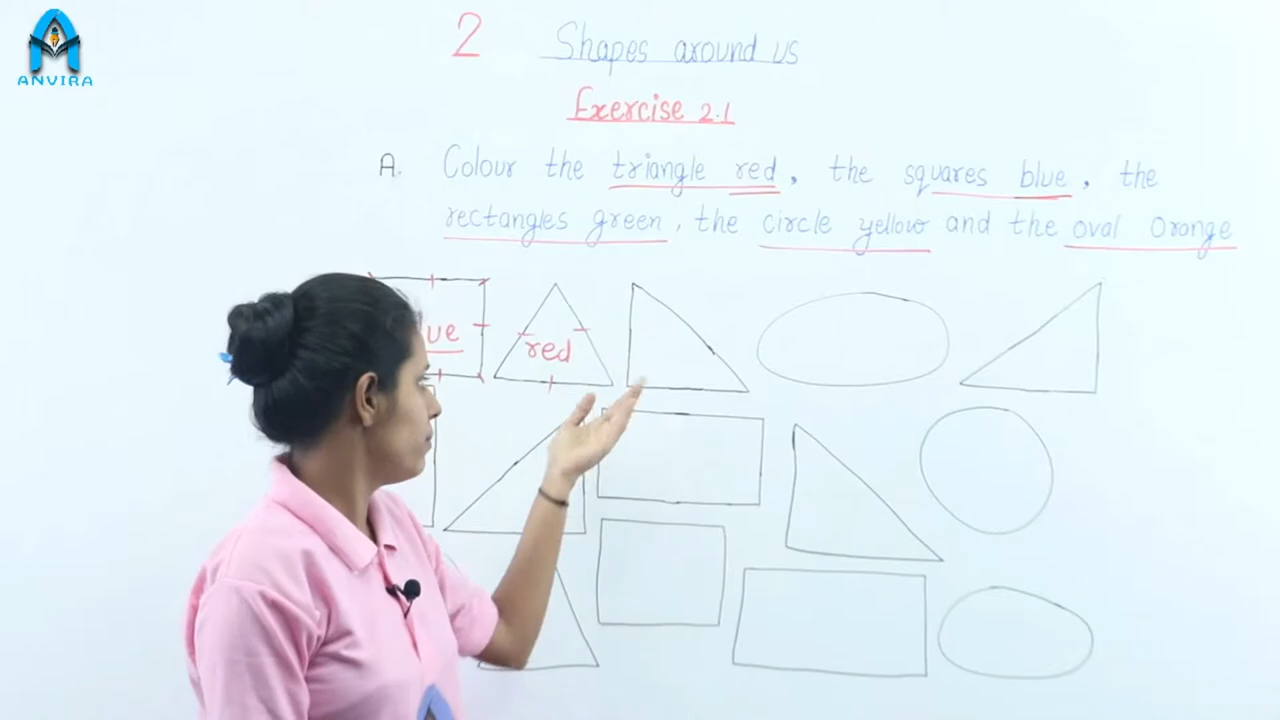 ANVIRA
2 Shapes around us
Exercise 2.1
A. Colour the triangle red, the squares blue, the
rectangles green, the circle yellow and the oval Orange
red